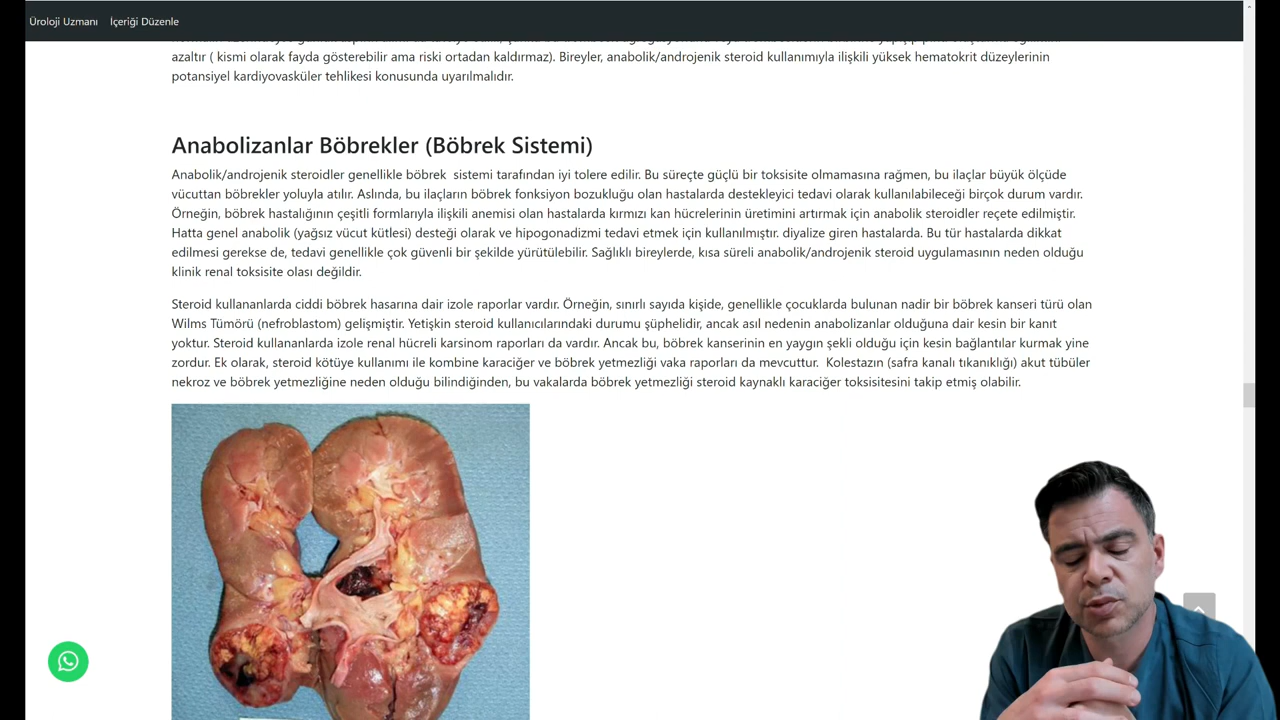 Üroloji Uzmanı İçeriği Düzenle
azaltır ( kismi olarak fayda gösterebilir ama riski ortadan kaldırmaz). Bireyler, anabolik/androjenik steroid kullanımıyla ilişkili yüksek hematokrit düzeylerinin
potansiyel kardiyovasküler tehlikesi konusunda uyarılmalıdır.
Anabolizanlar Böbrekler (Böbrek Sistemi)
Anabolik/androjenik steroidler genellikle böbrek sistemi tarafından iyi tolere edilir. Bu süreçte güçlü bir toksisite olmamasına rağmen, bu ilaçlar büyük ölçüde
vücuttan böbrekler yoluyla atılır. Aslında, bu ilaçların böbrek fonksiyon bozukluğu olan hastalarda destekleyici tedavi olarak kullanılabileceği birçok durum vardır.
Örneğin, böbrek hastalığının çeşitli formlarıyla ilişkili anemisi olan hastalarda kırmızı kan hücrelerinin üretimini artırmak için anabolik steroidler reçete edilmiştir.
Hatta genel anabolik (yağsız vücut kütlesi) desteği olarak ve hipogonadizmi tedavi etmek için kullanılmıştır. diyalize giren hastalarda. Bu tür hastalarda dikkat
edilmesi gerekse de, tedavi genellikle çok güvenli bir şekilde yürütülebilir. Sağlıklı bireylerde, kısa süreli anabolik/androjenik steroid uygulamasının neden olduğu
klinik renal toksisite olası değildir.
Steroid kullananlarda ciddi böbrek hasarına dair izole raporlar vardır. Örneğin, sınırlı sayıda kişide, genellikle çocuklarda bulunan nadir bir böbrek kanseri türü olan
Wilms Tümörü (nefroblastom) gelişmiştir. Yetişkin steroid kullanıcılarındaki durumu şüphelidir, ancak asıl nedenin anabolizanlar olduğuna dair kesin bir kanıt
yoktur. Steroid kullananlarda izole renal hücreli karsinom raporları da vardır. Ancak bu, böbrek kanserinin en yaygın şekli olduğu için kesin bağlantılar kurmak yine
zordur. Ek olarak, steroid kötüye kullanımı ile kombine karaciğer ve böbrek yetmezliği vaka raporları da mevcuttur. Kolestazın (safra kanalı tıkanıklığı) akut tübüler
nekroz ve böbrek yetmezliğine neden olduğu bilindiğinden, bu vakalarda böbrek yetmezliği steroid kaynaklı karaciğer toksisitesini takip etmiş olabilir.